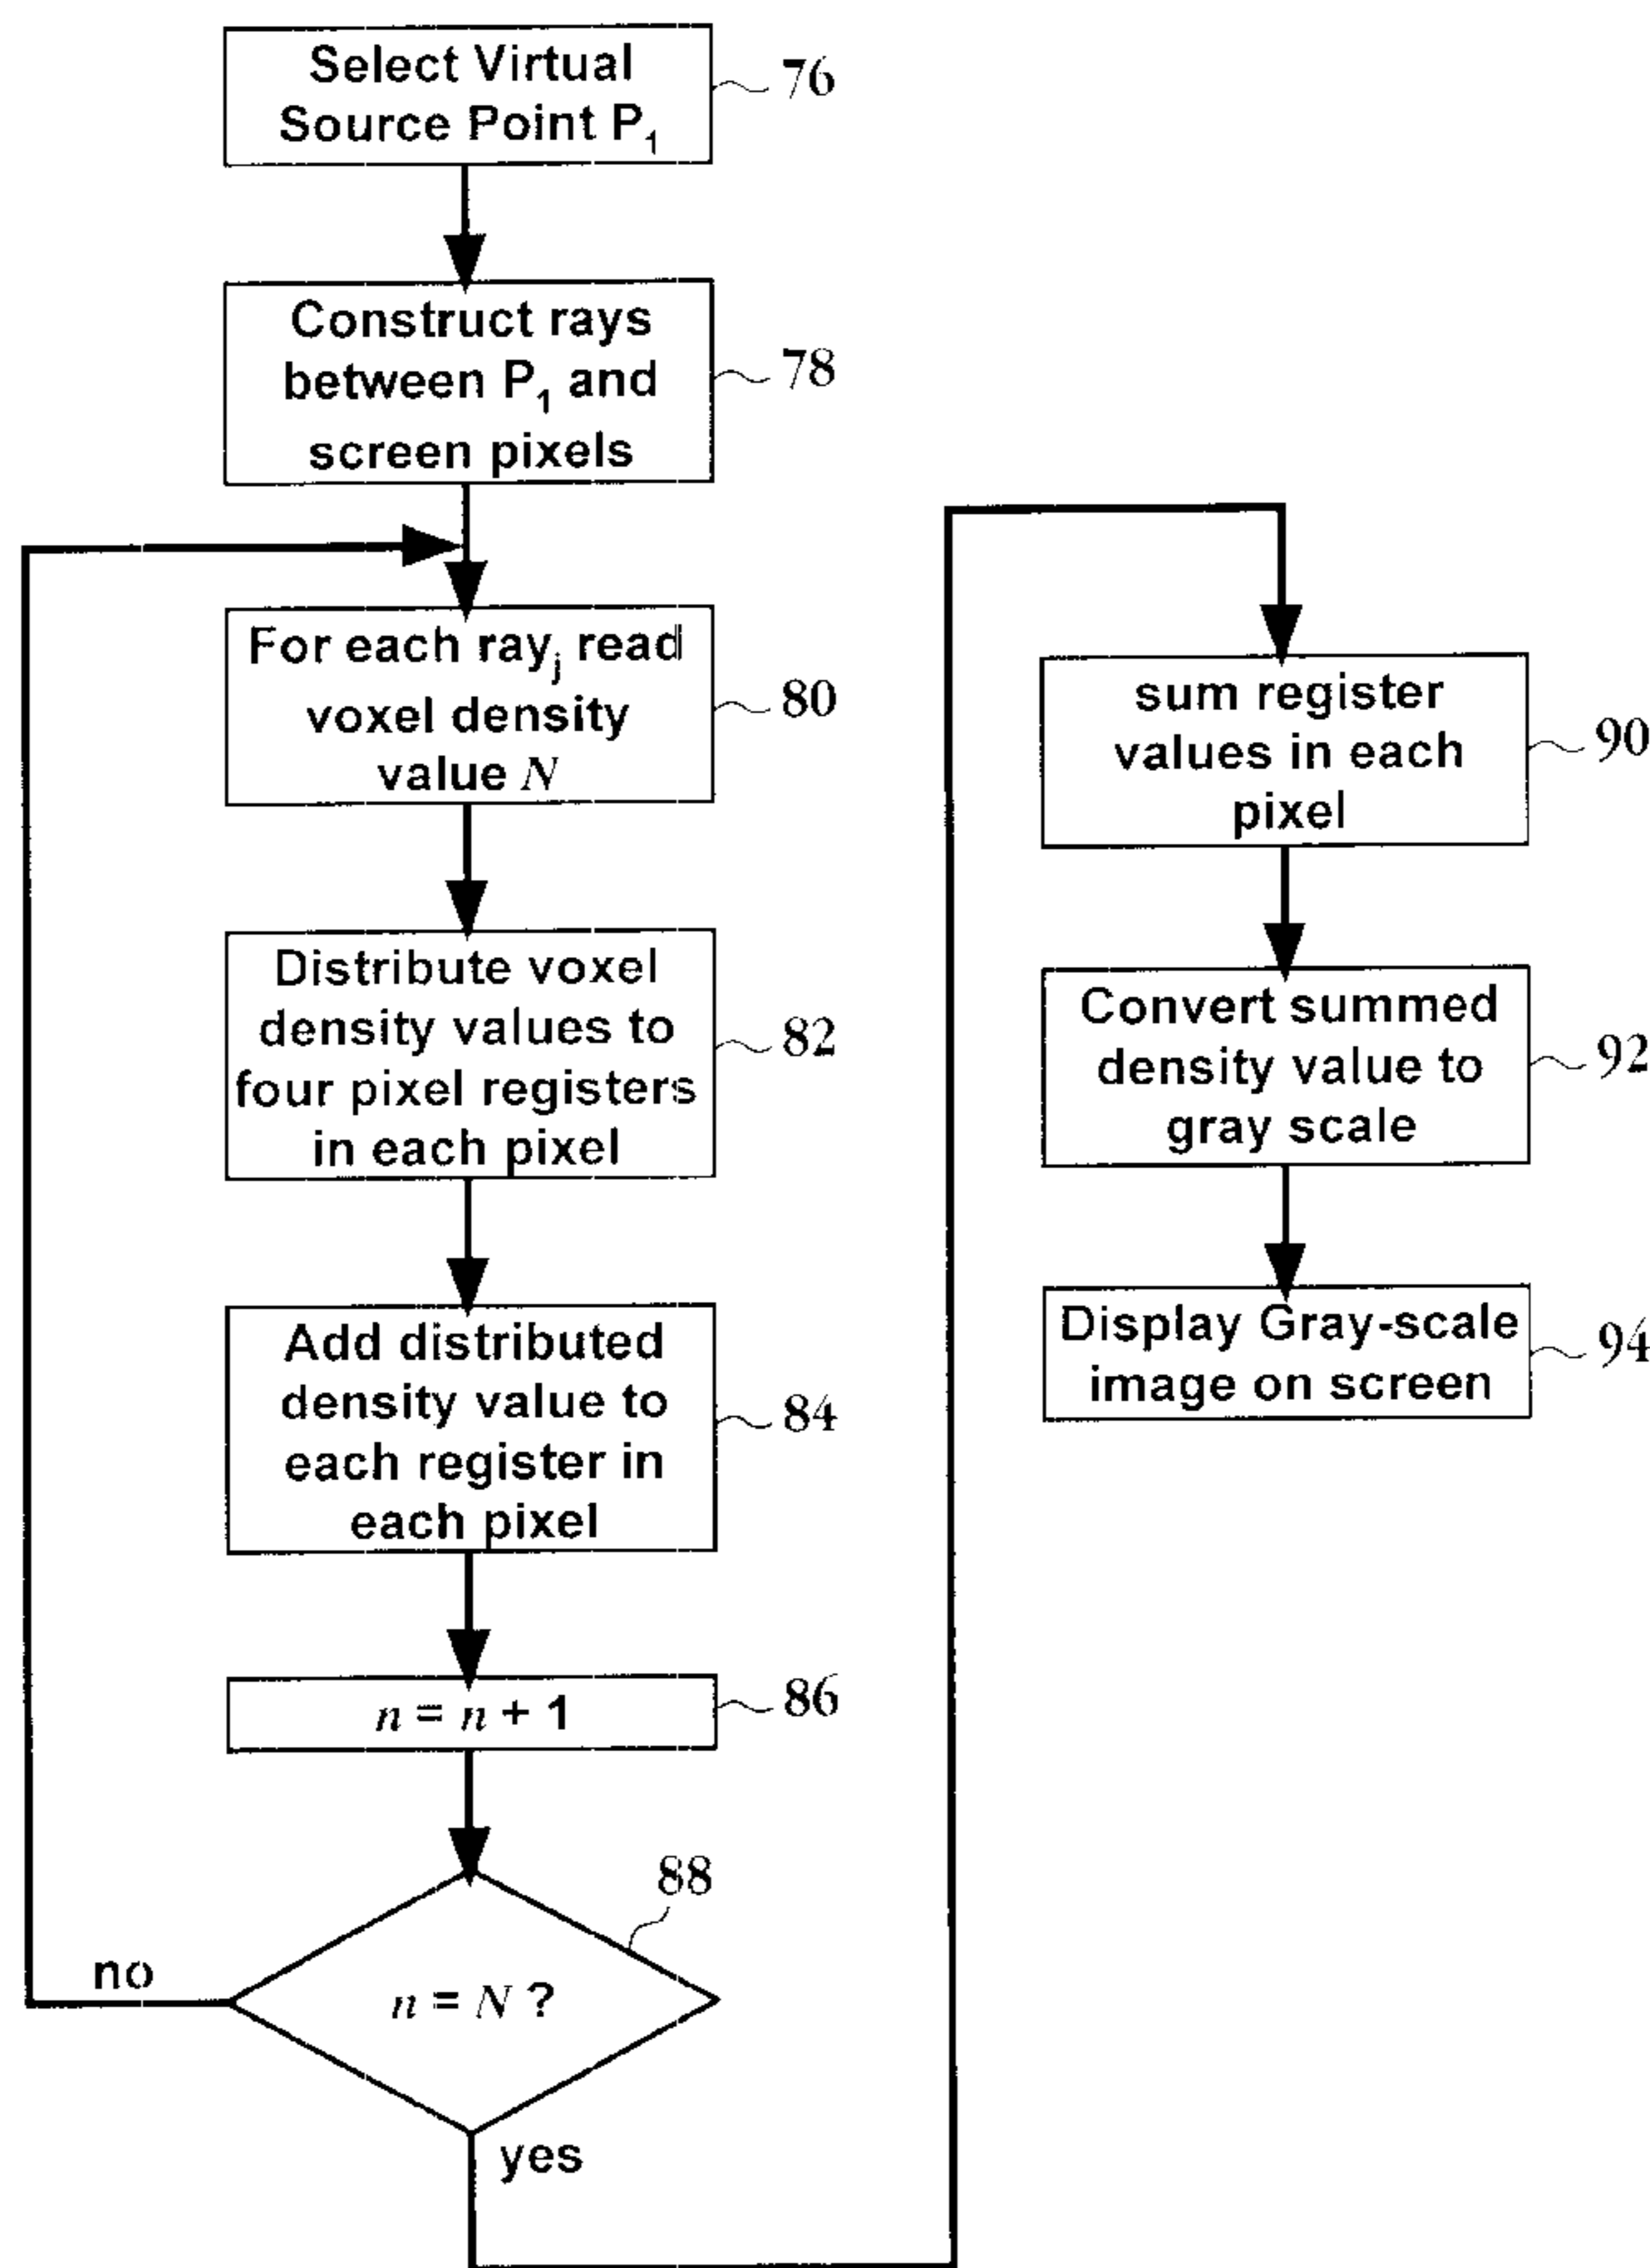 Select Virtual
Source Point P1
76
Construct rays
between P1 and
screen pixels
78
For each rayj read
voxel density
value N
80
Distribute voxel
density values to
four pixel registers
in each pixel
82
Add distributed
density value to
each register in
each pixel
84
n = n + 1
86
88
n = N ?
no
yes
sum register
values in each
pixel
90
Convert summed
density value to
gray scale
92
Display Gray-scale
image on screen
94